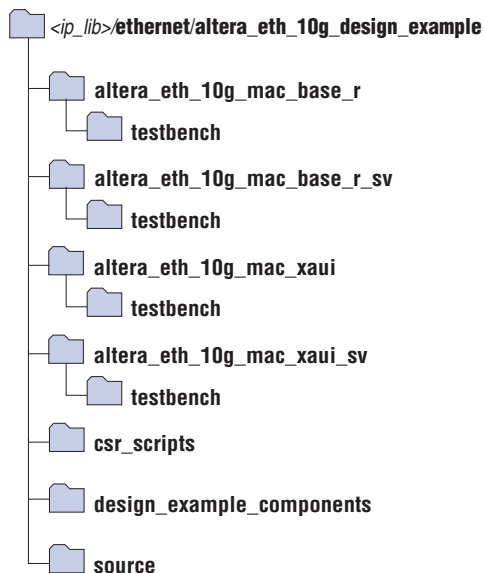 <ip_lib>/ethernet/altera_eth_10g_design_example
altera_eth_10g_mac_base_r
testbench
altera_eth_10g_mac_base_r_sv
testbench
altera_eth_10g_mac_xaui
testbench
altera_eth_10g_mac_xaui_sv
testbench
csr_scripts
design_example_components
source